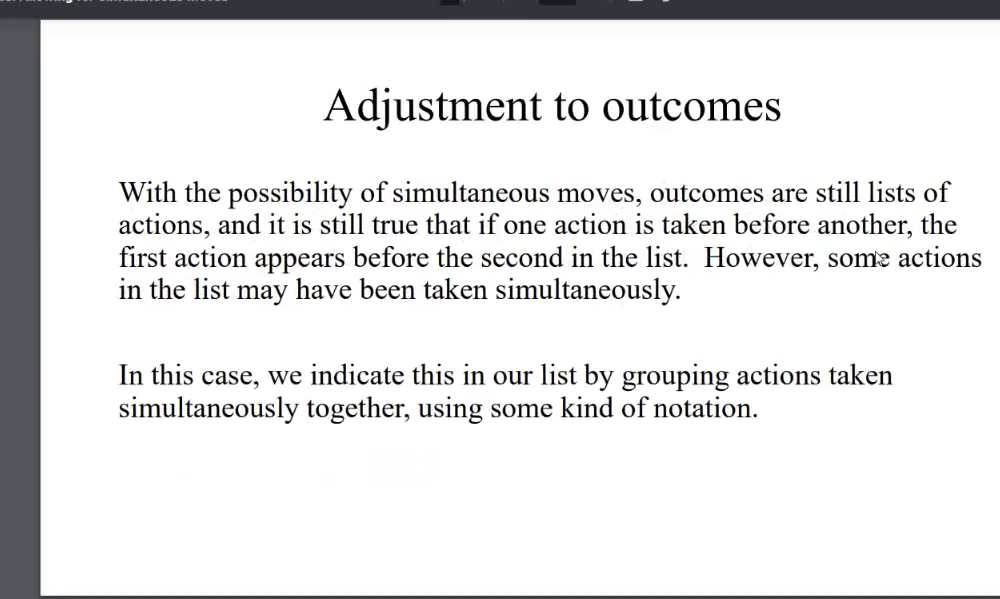 Adjustment to outcomes
With the possibility of simultaneous moves, outcomes are still lists of
actions, and it is still true that if one action is taken before another, the
first action appears before the second in the list. However, some actions
in the list may have been taken simultaneously.
In this case, we indicate this in our list by grouping actions taken
simultaneously together, using some kind of notation.